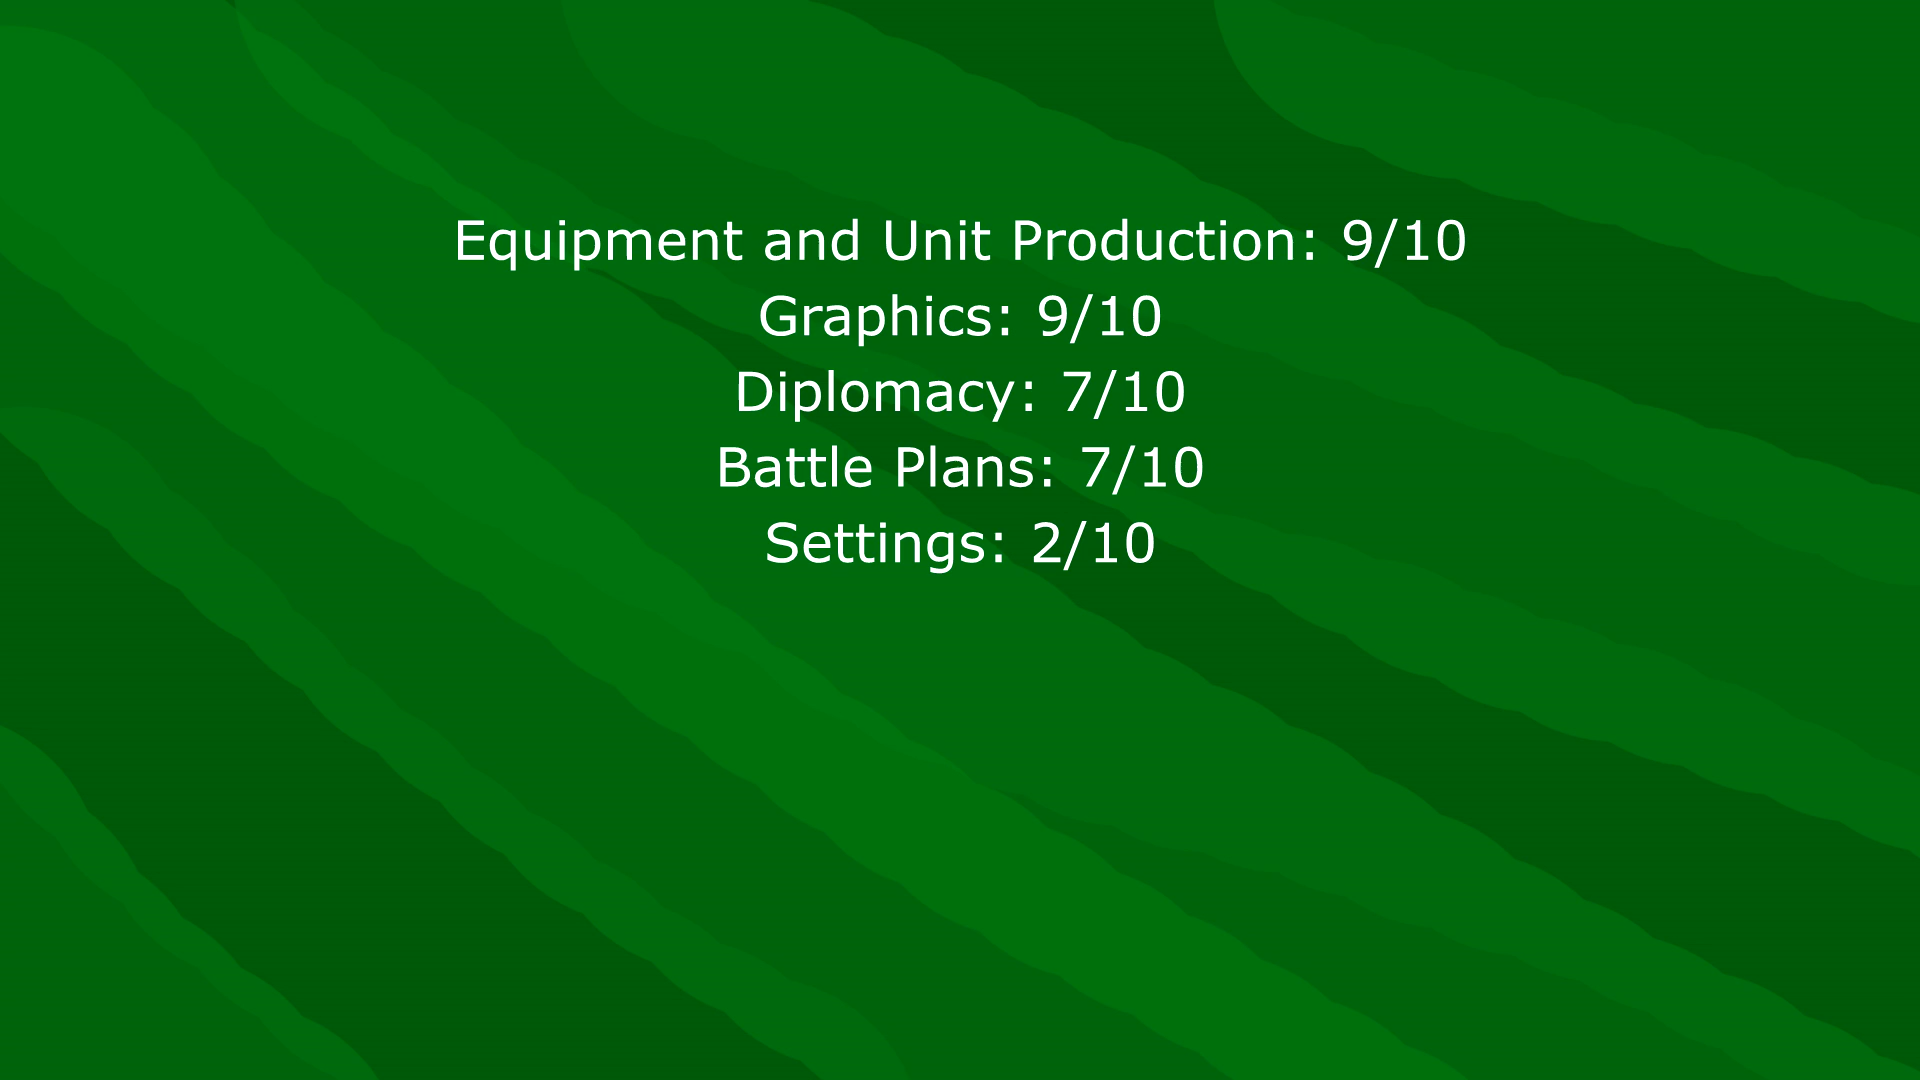 Equipment and Unit Production: 9/10
Graphics: 9/10
Diplomacy: 7/10
Battle Plans: 7/10
Settings: 2/10